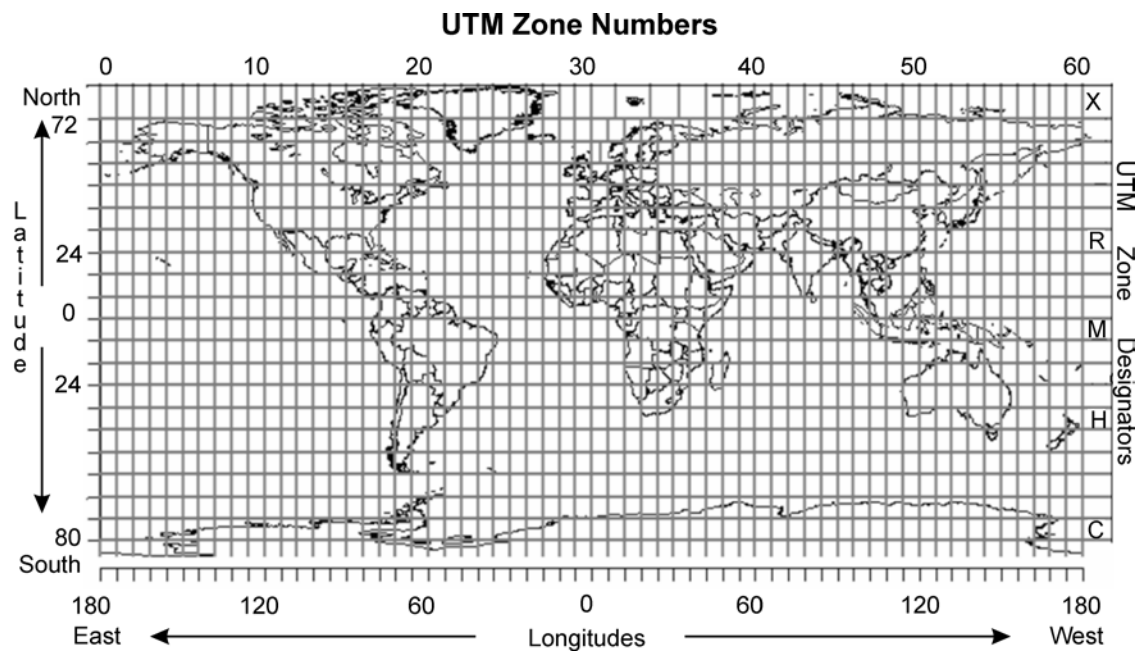 UTM Zone Numbers
0 10 20 30 40 50 60
North
X
72
UTM
Latitude
R
24
Zone
0
M
Designators
24
H
80
C
South
180 120 60 0 60 120 180
East Longitudes West